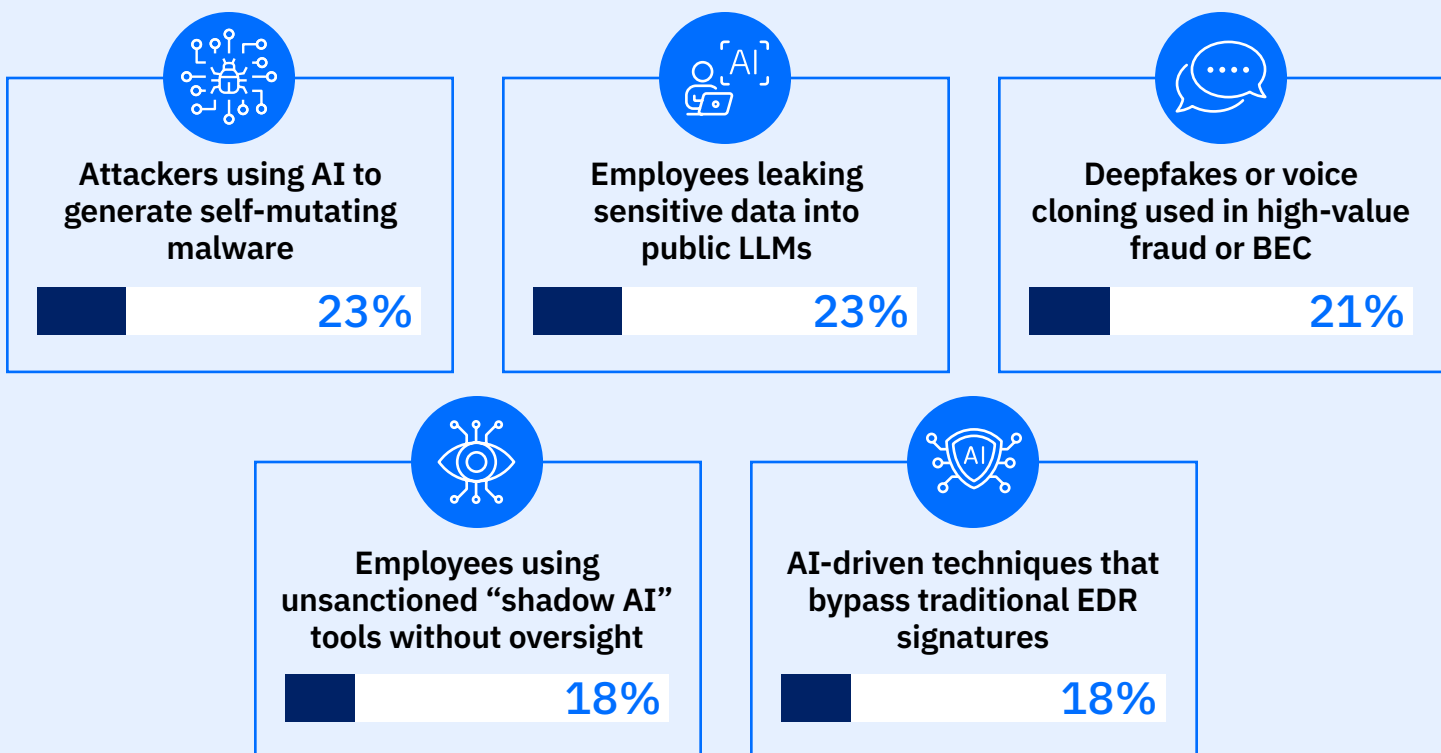 AI
Attackers using AI to
generate self-mutating
malware
23%
Employees leaking
sensitive data into
public LLMs
23%
Deepfakes or voice
cloning used in high-value
fraud or BEC
21%
Employees using
unsanctioned “shadow AI”
tools without oversight
18%
AI
AI-driven techniques that
bypass traditional EDR
signatures
18%